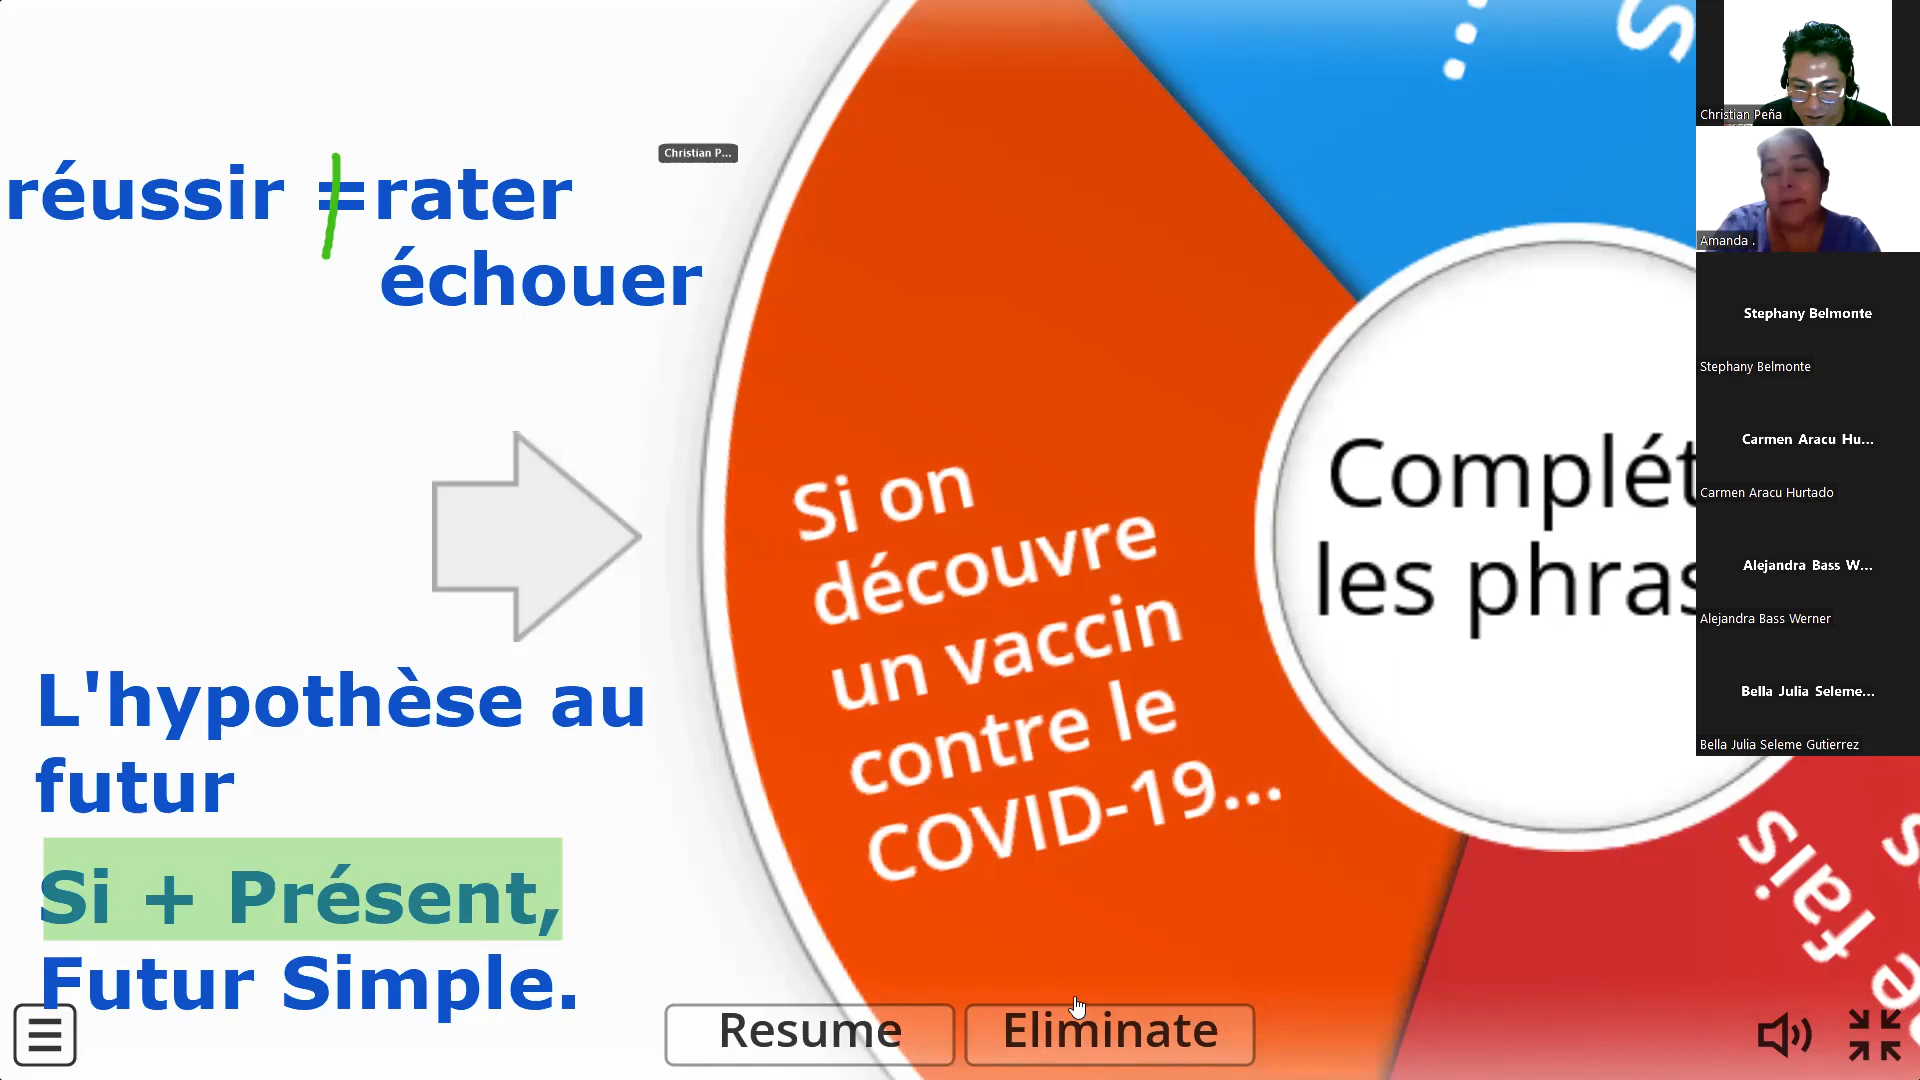 réussir =rater
échouer
Christian P...
...
S
Si on
découvre
un vaccin
contre le
COVID-19...
Complét
les phras
L'hypothèse au
futur
Si + Présent,
Futur Simple.
Resume
Eliminate
fais
Christian Peña
Amanda .
Stephany Belmonte
Stephany Belmonte
Carmen Aracu Hu...
Carmen Aracu Hurtado
Alejandra Bass W...
Alejandra Bass Werner
Bella Julia Seleme...
Bella Julia Seleme Gutierrez